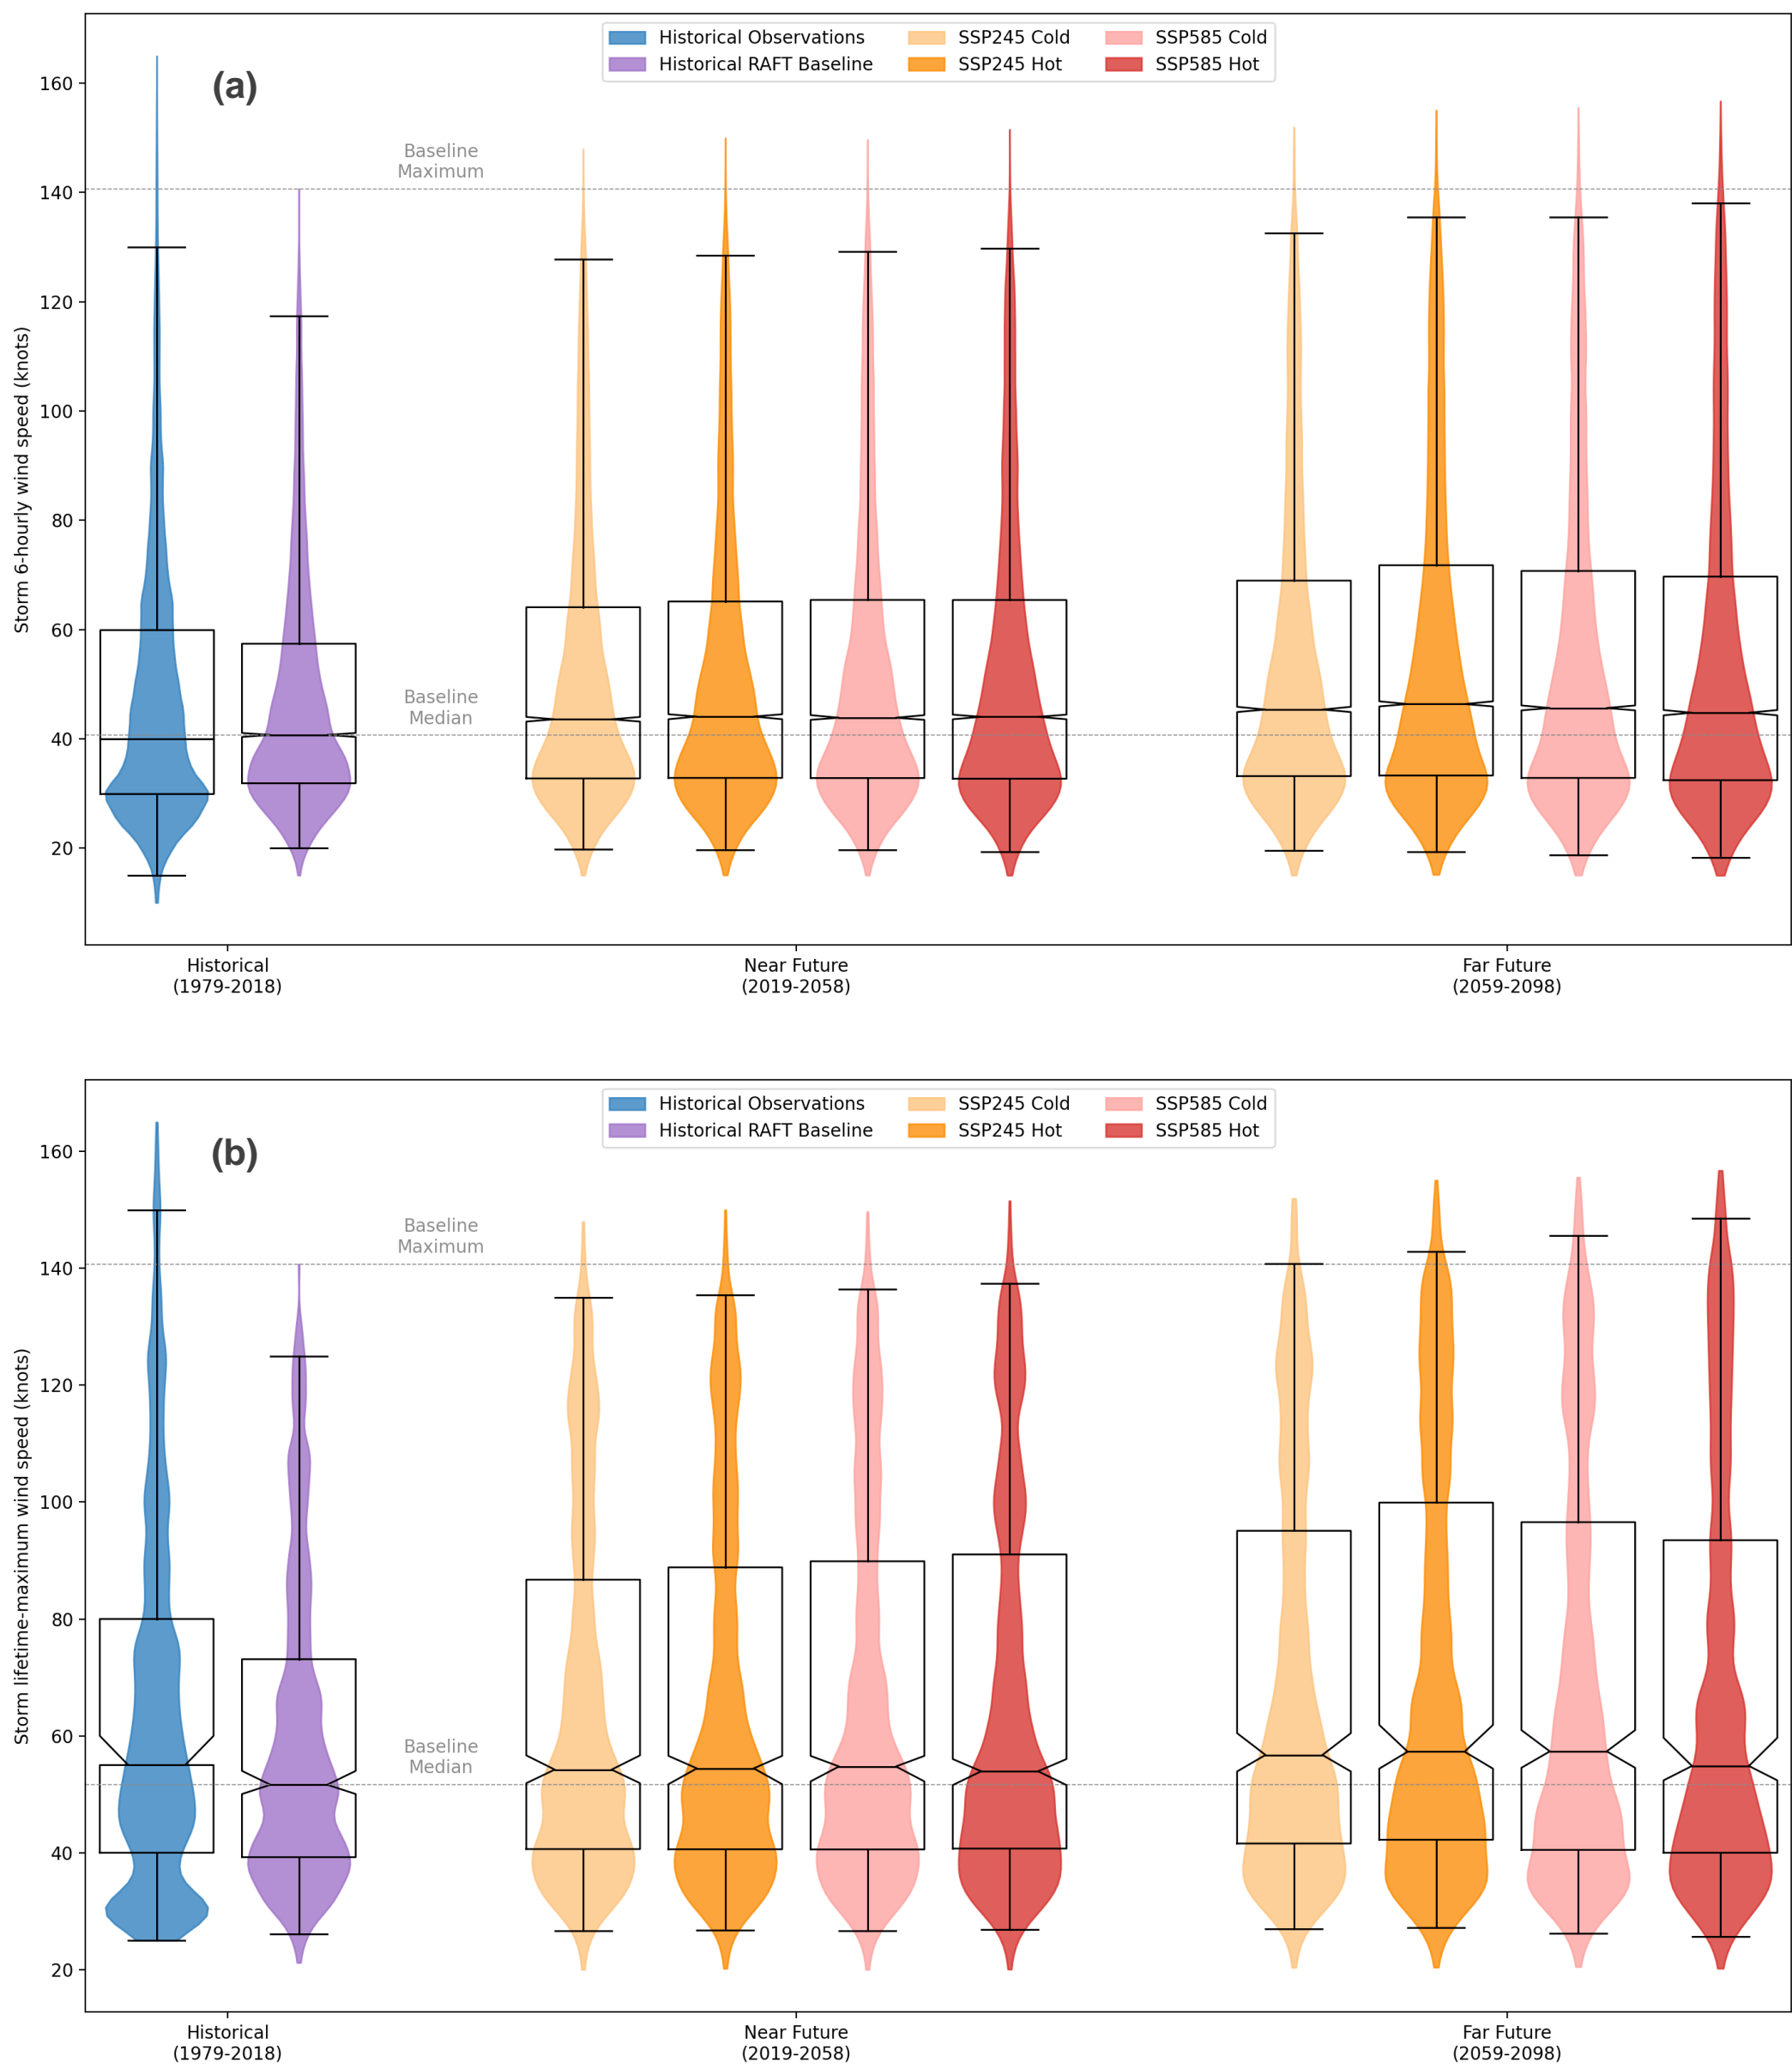 (a)
Historical Observations
Historical RAFT Baseline
SSP245 Cold
SSP245 Hot
SSP585 Cold
SSP585 Hot
Storm 6-hourly wind speed (knots)
160
140
120
100
80
60
40
20
Baseline
Maximum
Baseline
Median
Historical
(1979-2018)
Near Future
(2019-2058)
Far Future
(2059-2098)
(b)
Historical Observations
Historical RAFT Baseline
SSP245 Cold
SSP245 Hot
SSP585 Cold
SSP585 Hot
Storm lifetime-maximum wind speed (knots)
160
140
120
100
80
60
40
20
Baseline
Maximum
Baseline
Median
Historical
(1979-2018)
Near Future
(2019-2058)
Far Future
(2059-2098)